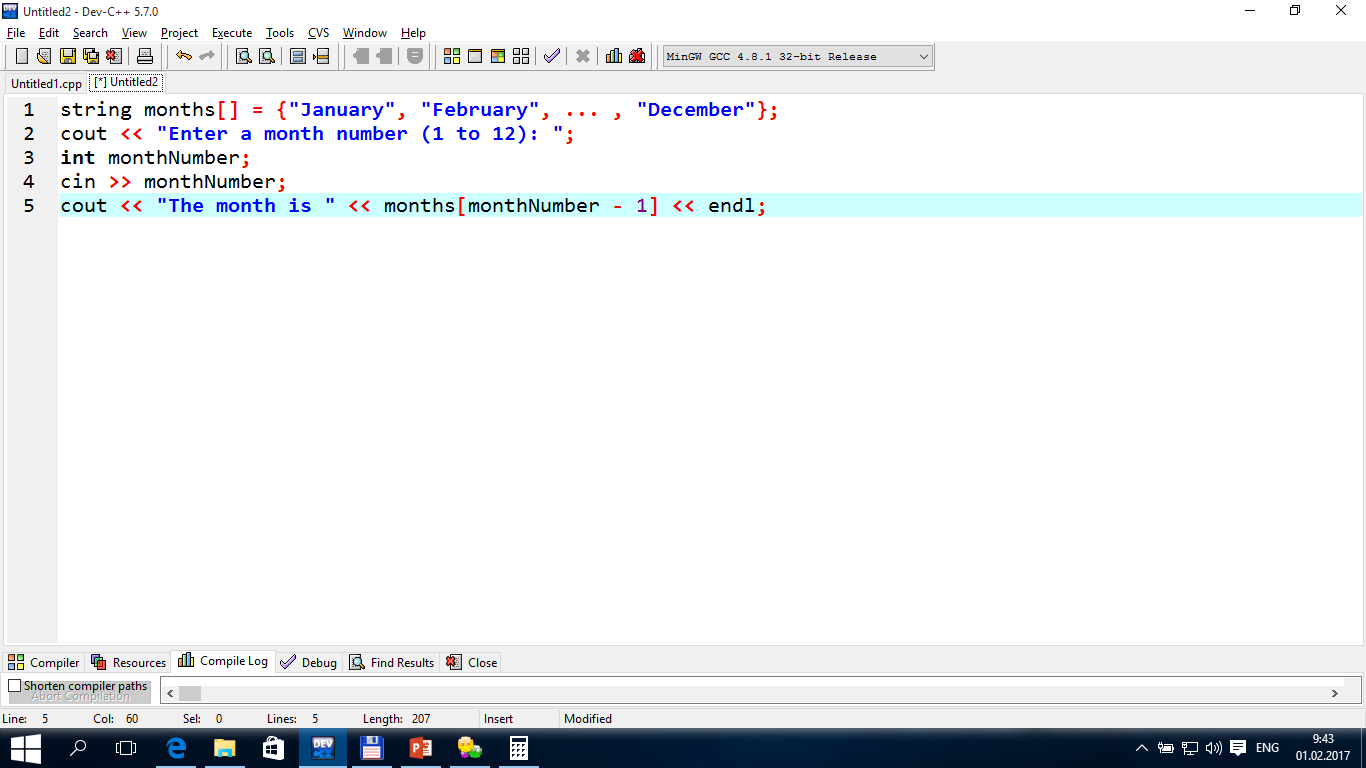 Untitled2 - Dev-C++ 5.7.0
File Edit Search View Project Execute Tools CVS Window Help
MinGW GCC 4.8.1 32-bit Release
Untitled1.cpp [*] Untitled2
1 string months[] = {"January", "February", ... , "December"};
2 cout << "Enter a month number (1 to 12): ";
3 int monthNumber;
4 cin >> monthNumber;
5 cout << "The month is " << months[monthNumber - 1] << endl;
Compiler Resources Compile Log Debug Find Results Close
Shorten compiler paths
Abort Compilation
Line: 5 Col: 60 Sel: 0 Lines: 5 Length: 207 Insert Modified
DEV C++ P ENG 9:43
01.02.2017